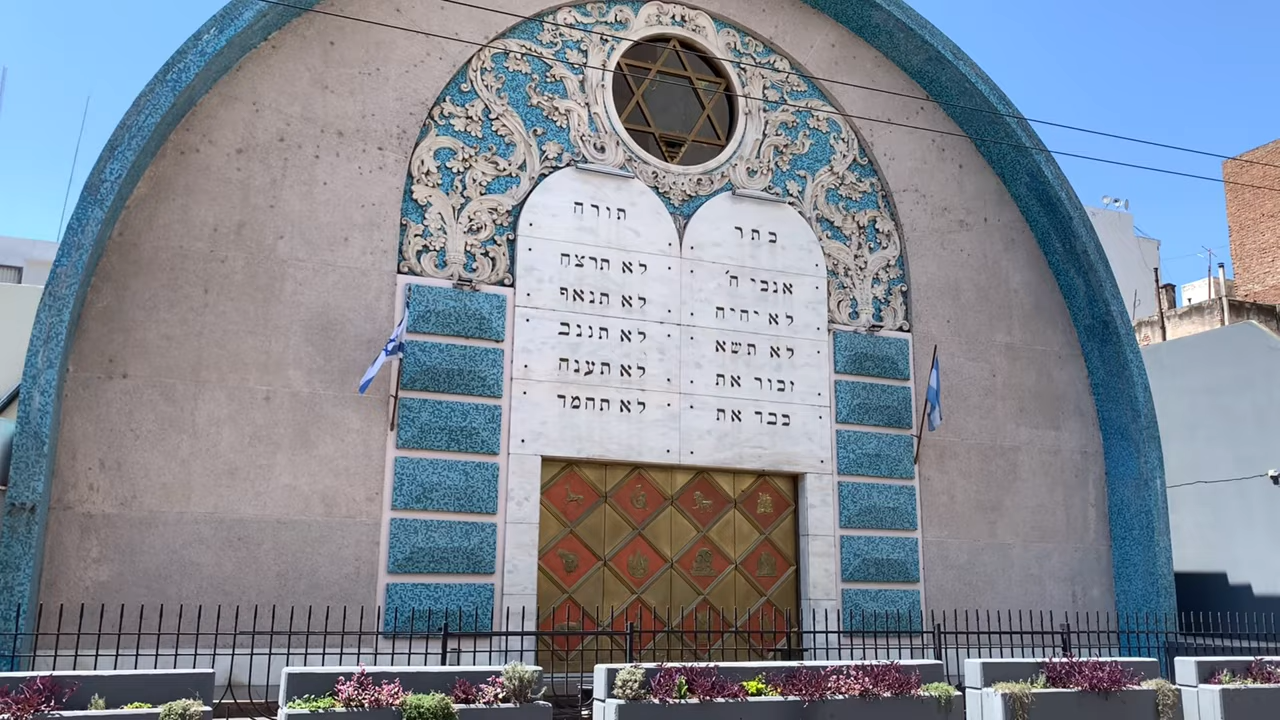 כתר
אנכי ה׳
לא יהיה
לא תשא
זכור את
כבד את
תורה
לא תרצח
לא תנאף
לא תגנב
לא תענה
לא תחמד